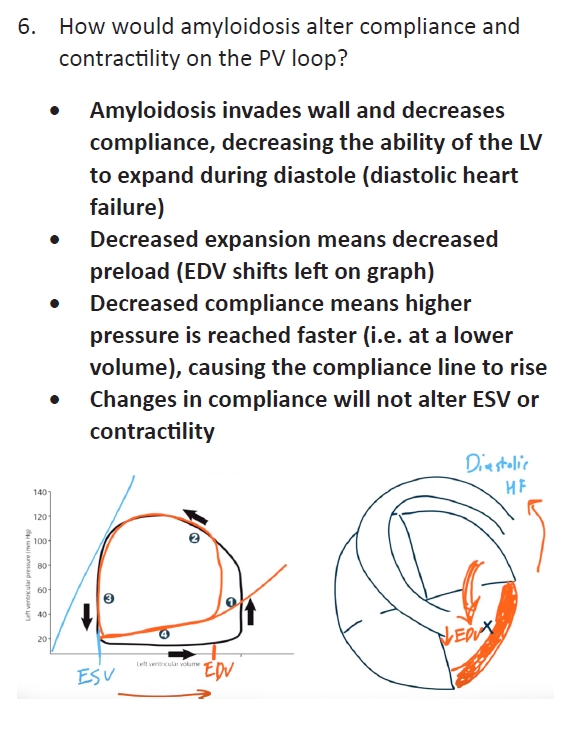 6. How would amyloidosis alter compliance and
contractility on the PV loop?
• Amyloidosis invades wall and decreases
compliance, decreasing the ability of the LV
to expand during diastole (diastolic heart
failure)
• Decreased expansion means decreased
preload (EDV shifts left on graph)
• Decreased compliance means higher
pressure is reached faster (i.e. at a lower
volume), causing the compliance line to rise
• Changes in compliance will not alter ESV or
contractility
Diastolic
HF
140
120
100
80
60
40
20
Left ventricular pressure (mm Hg)
2
3
1
4
↓EDV
X
Left ventricular volume
ESV
EDV